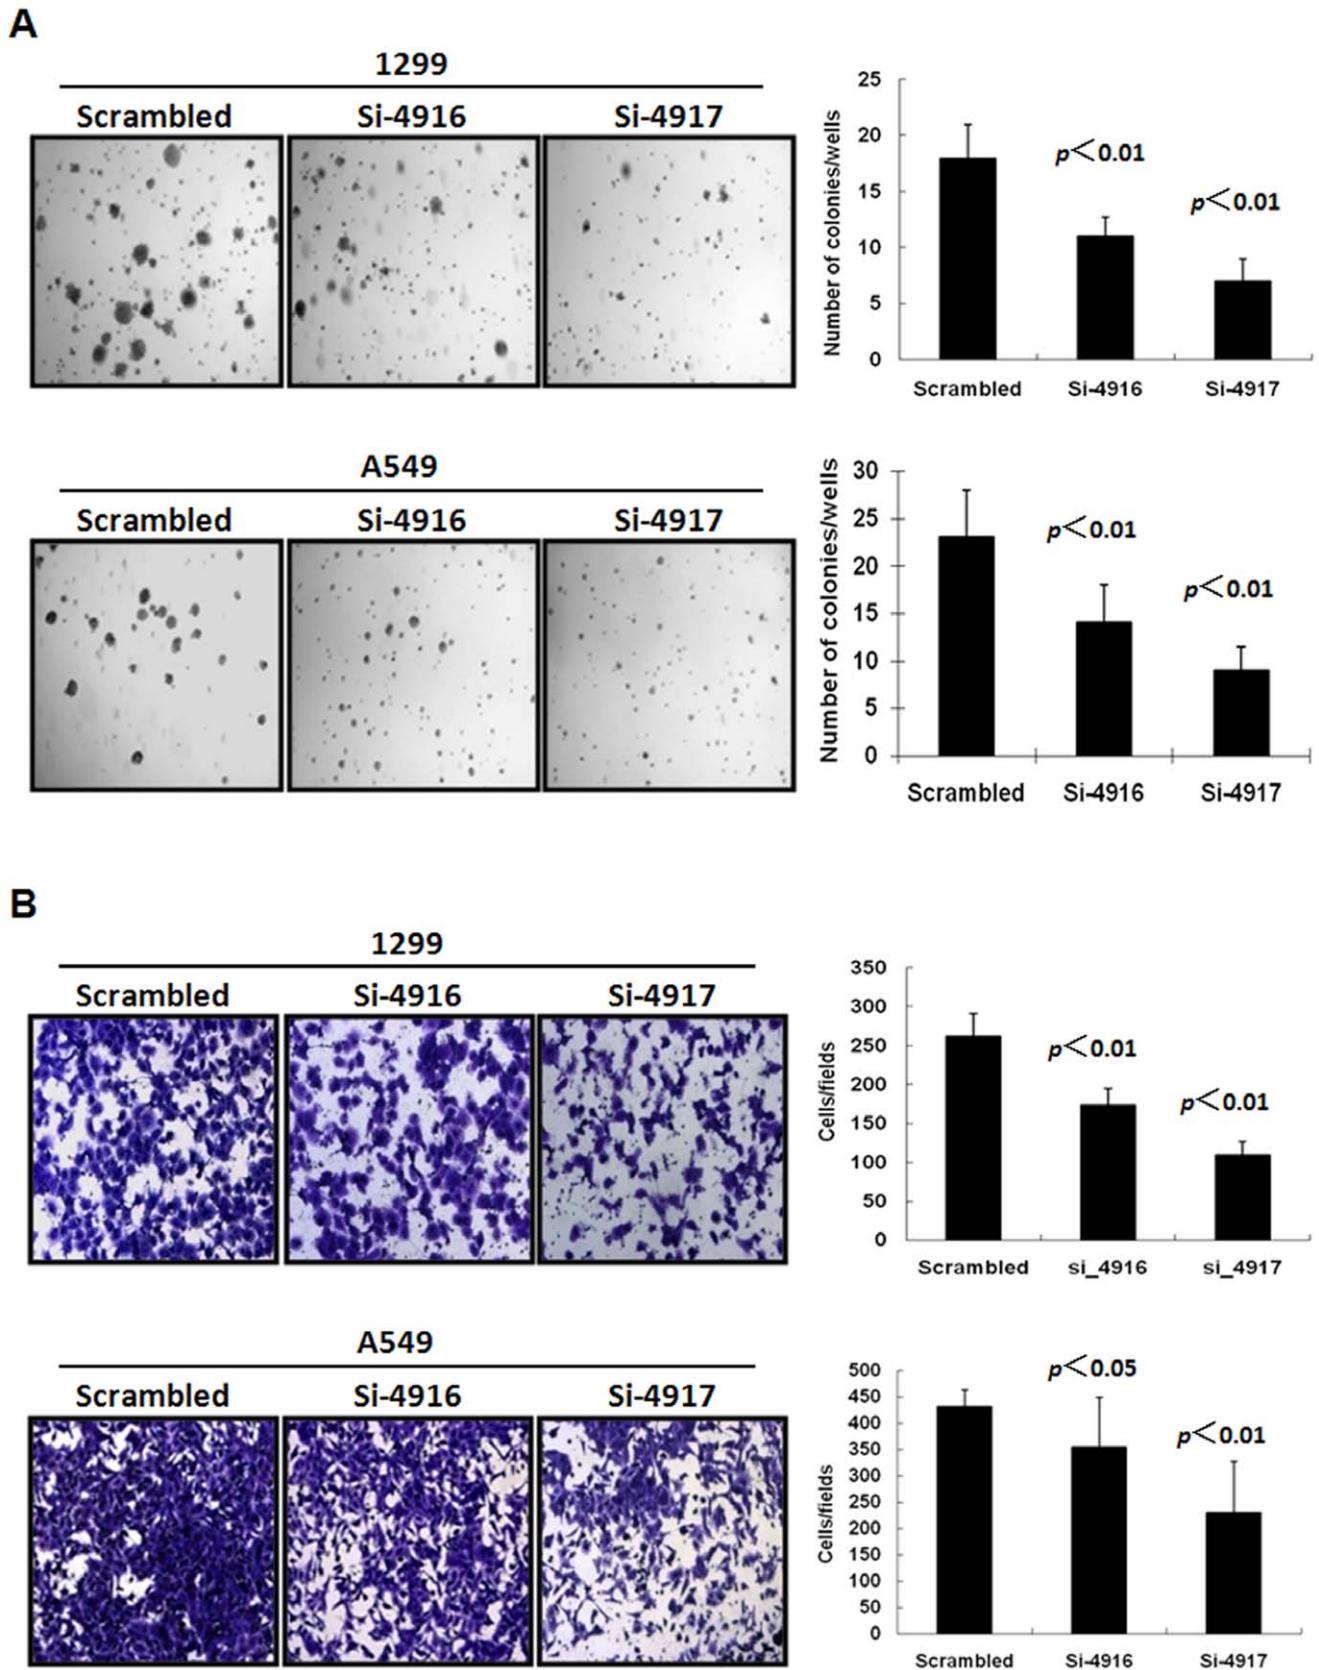 A
1299
Scrambled Si-4916 Si-4917
Number of colonies/wells
25
20
15
10
5
0
p<0.01
p<0.01
Scrambled Si-4916 Si-4917
A549
Scrambled Si-4916 Si-4917
Number of colonies/wells
30
25
20
15
10
5
0
p<0.01
p<0.01
Scrambled Si-4916 Si-4917
B
1299
Scrambled Si-4916 Si-4917
Cells/fields
350
300
250
200
150
100
50
0
p<0.01
p<0.01
Scrambled si_4916 si_4917
A549
Scrambled Si-4916 Si-4917
Cells/fields
500
450
400
350
300
250
200
150
100
50
0
p<0.05
p<0.01
Scrambled Si-4916 Si-4917